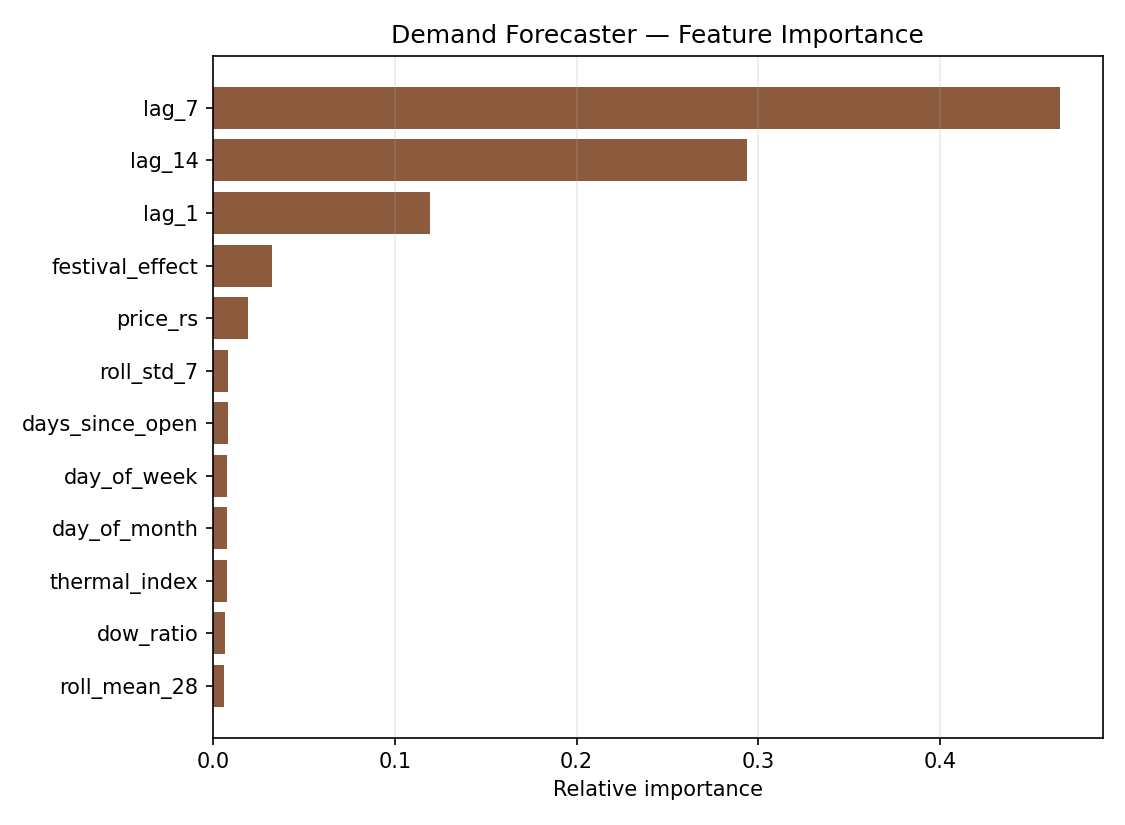 Demand Forecaster — Feature Importance
lag_7
lag_14
lag_1
festival_effect
price_rs
roll_std_7
days_since_open
day_of_week
day_of_month
thermal_index
dow_ratio
roll_mean_28
0.0 0.1 0.2 0.3 0.4
Relative importance